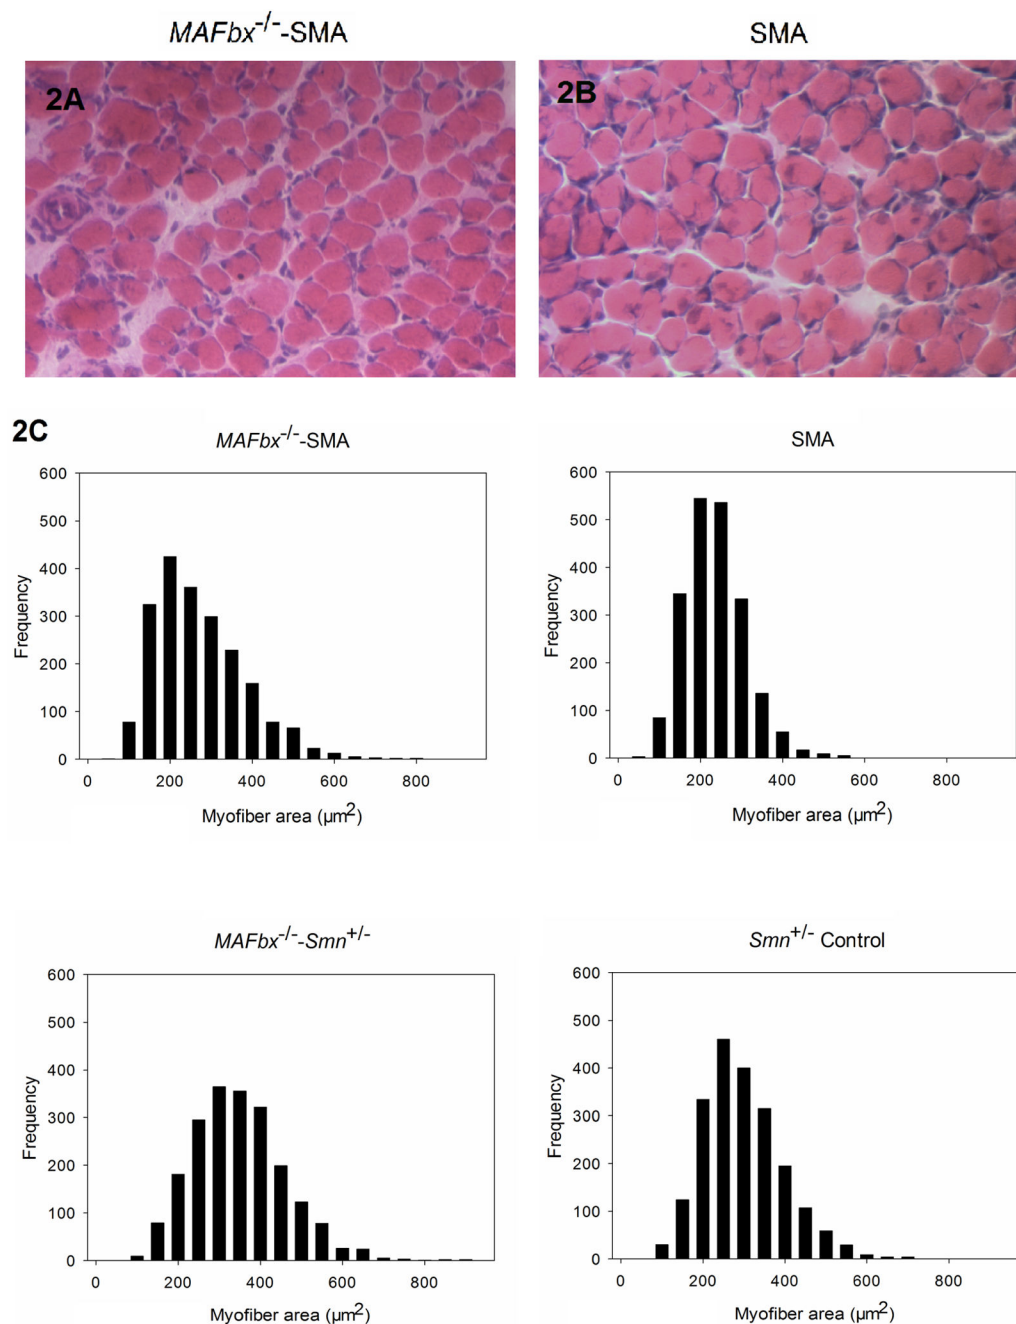 MAFbx-/--SMA SMA
2A 2B
2C
MAFbx-/--SMA
600
500
400
300
200
100
0
Frequency
0 200 400 600 800
Myofiber area (µm2)
SMA
600
500
400
300
200
100
0
Frequency
0 200 400 600 800
Myofiber area (µm2)
MAFbx-/--Smn+/-
600
500
400
300
200
100
0
Frequency
0 200 400 600 800
Myofiber area (µm2)
Smn+/- Control
600
500
400
300
200
100
0
Frequency
0 200 400 600 800
Myofiber area (µm2)